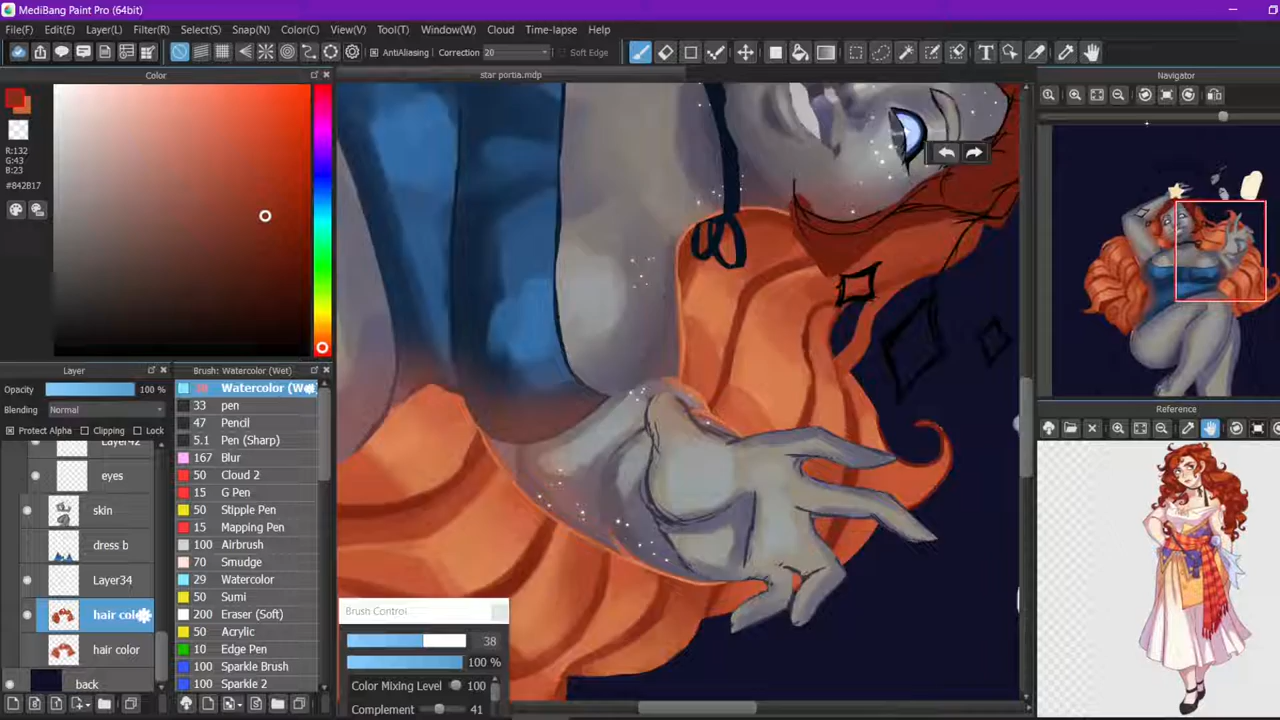 MediBang Paint Pro (64bit)
File(F) Edit(E) Layer(L) Filter(R) Select(S) Snap(N) Color(C) View(V) Tool(T) Window(W) Cloud Time-lapse Help(H)
AntiAliasing Correction 20 Soft Edge
T
Color
star portia.mdp
Navigator
R:132
G:43
B:23
#842B17
Layer
Brush: Watercolor (Wet)
Opacity 100 %
Blending Normal
Protect Alpha Clipping Lock
Layer42
eyes
skin
dress b
Layer34
hair color
back
38 Watercolor (We
33 pen
47 Pencil
5.1 Pen (Sharp)
167 Blur
50 Cloud 2
15 G Pen
50 Stipple Pen
15 Mapping Pen
100 Airbrush
70 Smudge
29 Watercolor
50 Sumi
200 Eraser (Soft)
50 Acrylic
10 Edge Pen
100 Sparkle Brush
100 Sparkle 2
Brush Control
38
100 %
Color Mixing Level 100
Complement 41
Reference